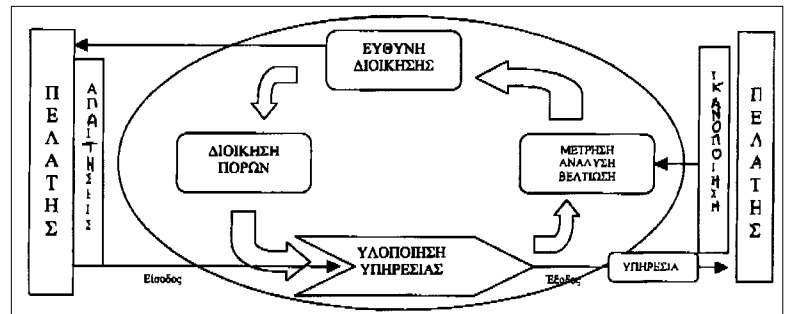 ΠΕΛΑΤΗΣ
ΑΠΑΙΤΗΣΕΙΣ
ΕΥΘΥΝΗ
ΔΙΟΙΚΗΣΗΣ
ΔΙΟΙΚΗΣΗ
ΠΟΡΩΝ
ΜΕΤΡΗΣΗ
ΑΝΑΛΥΣΗ
ΒΕΛΤΙΩΣΗ
ΥΛΟΠΟΙΗΣΗ
ΥΠΗΡΕΣΙΑΣ
Είσοδος
Έξοδος
ΥΠΗΡΕΣΙΑ
ΙΚΑΝΟΠΟΙΗΣΗ
ΠΕΛΑΤΗΣ